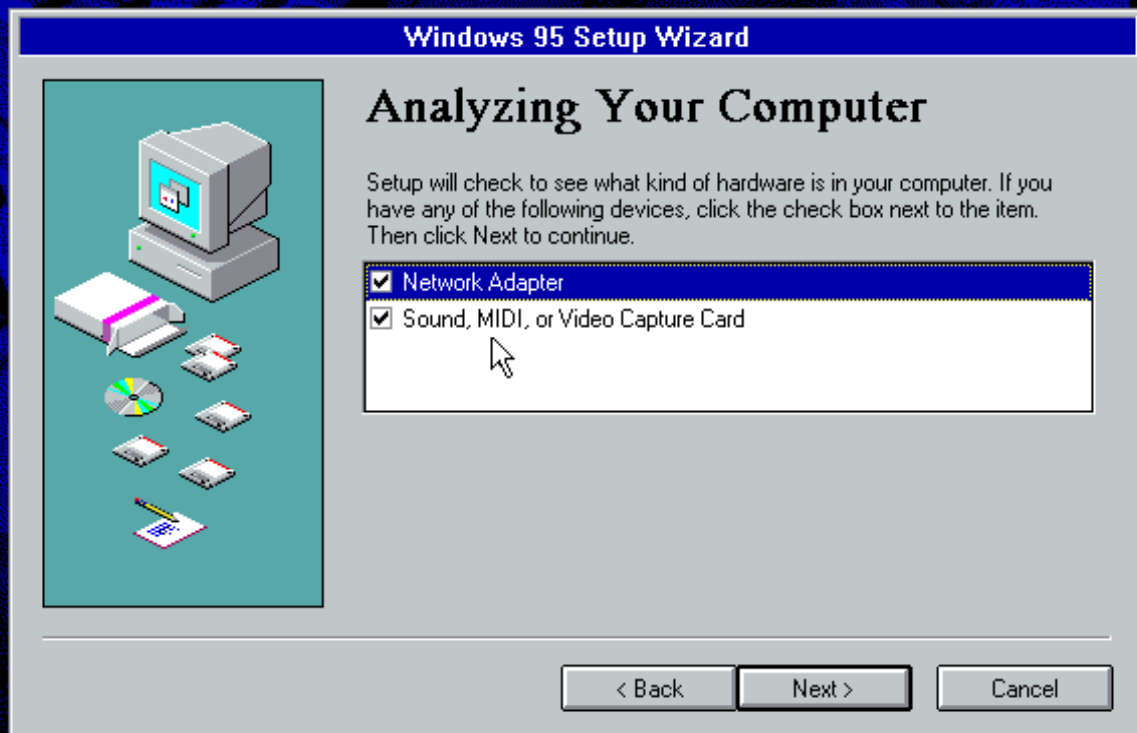 Windows 95 Setup Wizard
Analyzing Your Computer
Setup will check to see what kind of hardware is in your computer. If you
have any of the following devices, click the check box next to the item.
Then click Next to continue.
Network Adapter
Sound, MIDI, or Video Capture Card
< Back
Next >
Cancel